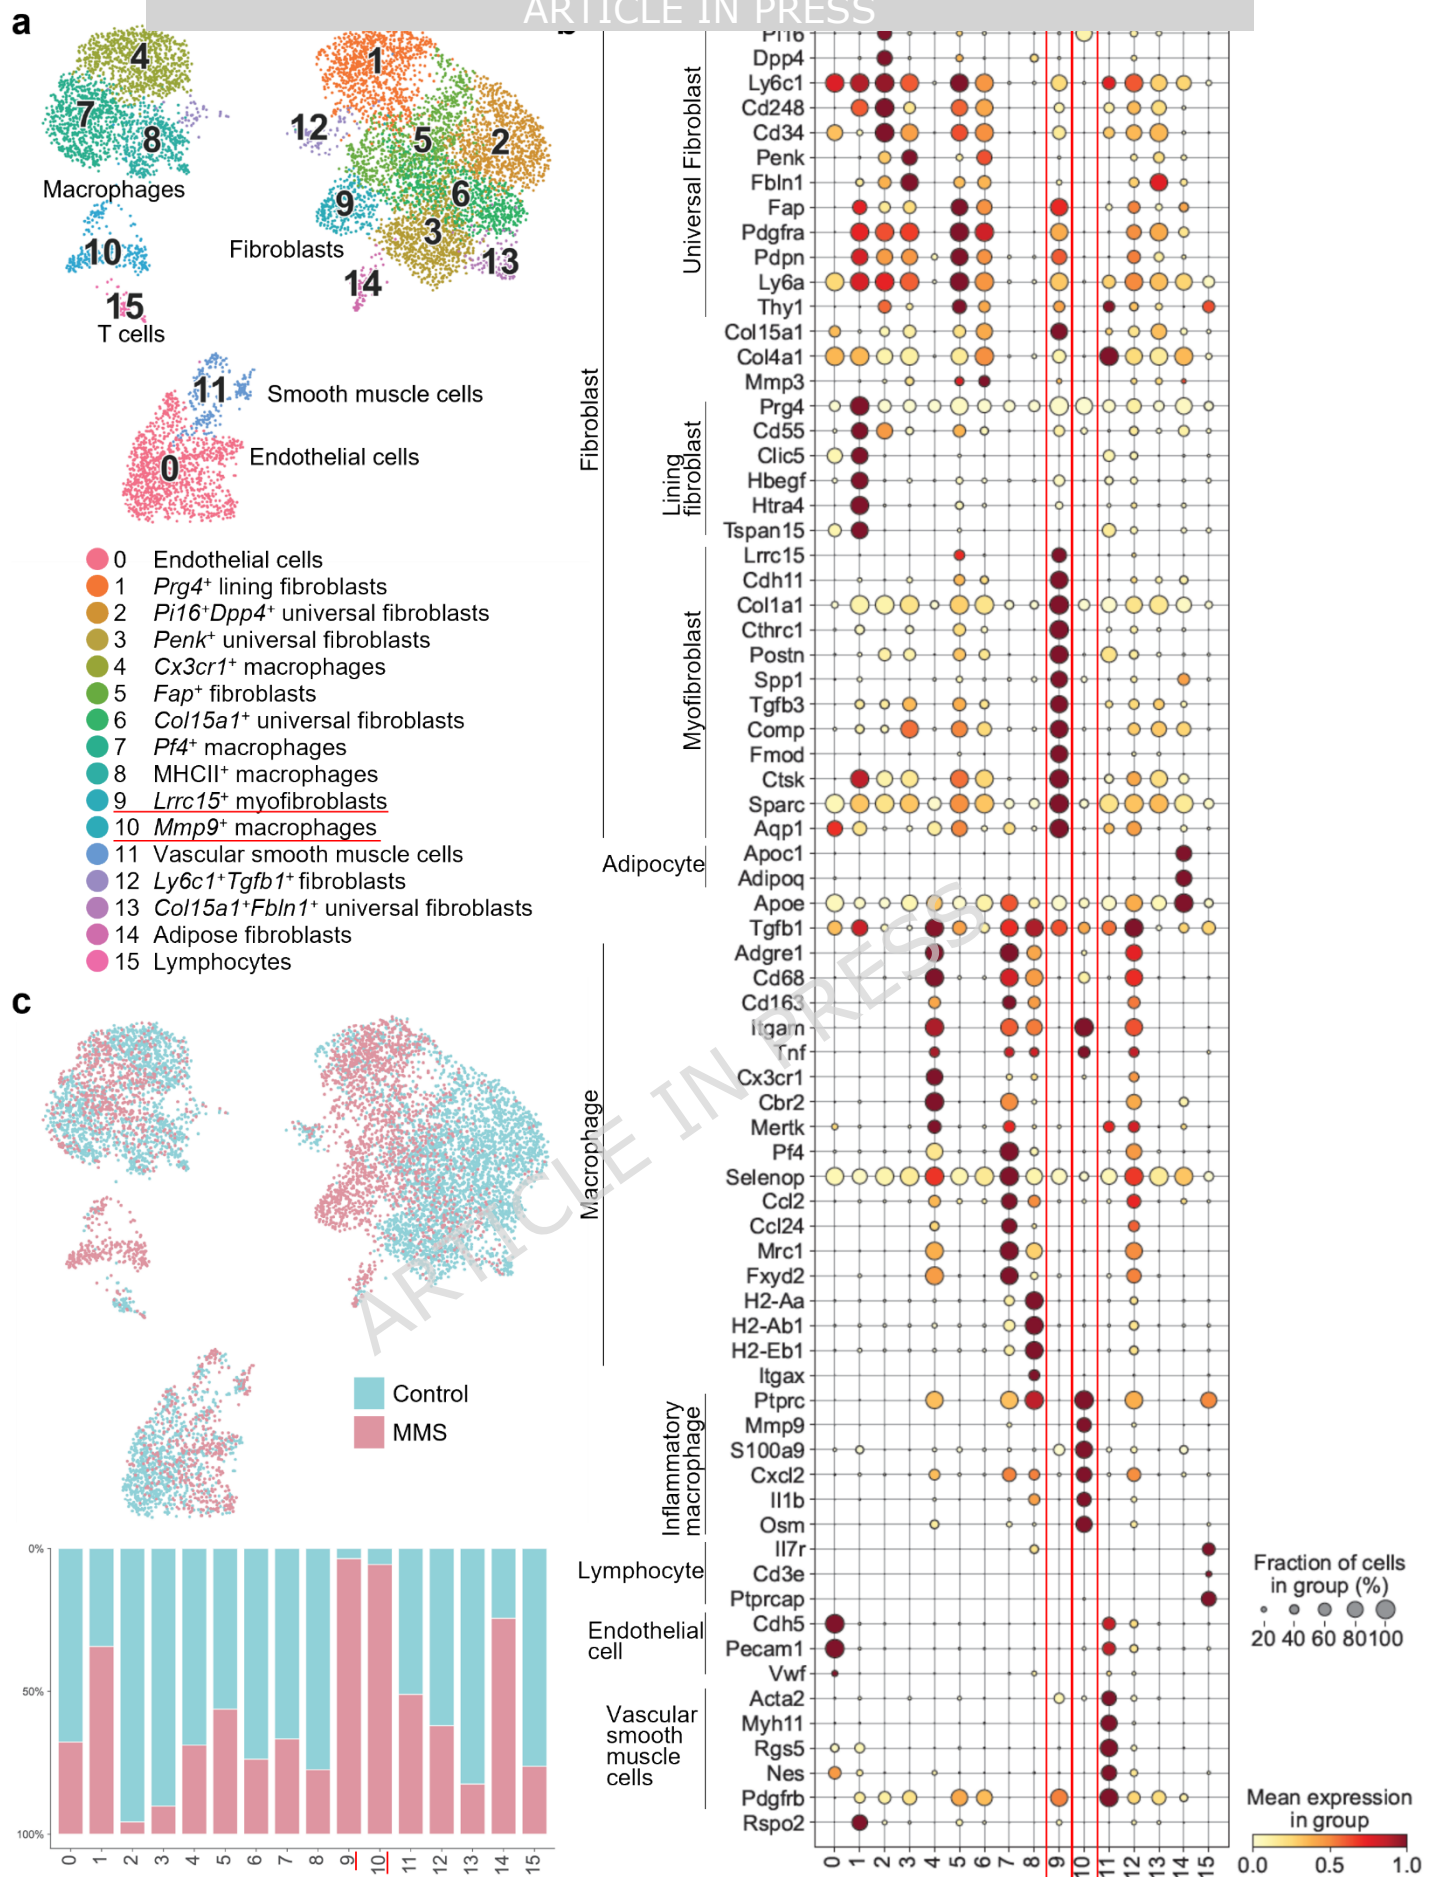 ARTICLE IN PRESS
a
4
7
8
Macrophages
10
15
T cells
1
12
5
2
9
6
3
13
14
Fibroblasts
11
Smooth muscle cells
0
Endothelial cells
0 Endothelial cells
1 Prg4+ lining fibroblasts
2 Pi16+Dpp4+ universal fibroblasts
3 Penk+ universal fibroblasts
4 Cx3cr1+ macrophages
5 Fap+ fibroblasts
6 Col15a1+ universal fibroblasts
7 Pf4+ macrophages
8 MHCII+ macrophages
9 Lrrc15+ myofibroblasts
10 Mmp9+ macrophages
11 Vascular smooth muscle cells
12 Ly6c1+Tgfb1+ fibroblasts
13 Col15a1+Fbln1+ universal fibroblasts
14 Adipose fibroblasts
15 Lymphocytes
c
Control
MMS
0%
50%
100%
0 1 2 3 4 5 6 7 8 9 10 11 12 13 14 15
b
Fibroblast
Universal Fibroblast
Pi16
Dpp4
Ly6c1
Cd248
Cd34
Penk
Fbln1
Fap
Pdgfra
Pdpn
Ly6a
Thy1
Col15a1
Col4a1
Mmp3
Lining
fibroblast
Prg4
Cd55
Clic5
Hbegf
Htra4
Tspan15
Myofibroblast
Lrrc15
Cdh11
Col1a1
Cthrc1
Postn
Spp1
Tgfb3
Comp
Fmod
Ctsk
Sparc
Aqp1
Adipocyte
Apoc1
Adipoq
Apoe
Tgfb1
Macrophage
Adgre1
Cd68
Cd163
Itgam
Tnf
Cx3cr1
Cbr2
Mertk
Pf4
Selenop
Ccl2
Ccl24
Mrc1
Fxyd2
H2-Aa
H2-Ab1
H2-Eb1
Itgax
Inflammatory
macrophage
Ptprc
Mmp9
S100a9
Cxcl2
Il1b
Osm
Lymphocyte
Il7r
Cd3e
Ptprcap
Endothelial
cell
Cdh5
Pecam1
Vwf
Vascular
smooth
muscle
cells
Acta2
Myh11
Rgs5
Nes
Pdgfrb
Rspo2
0 1 2 3 4 5 6 7 8 9 10 11 12 13 14 15
Fraction of cells
in group (%)
20 40 60 80 100
Mean expression
in group
0.0 0.5 1.0
ARTICLE IN PRESS